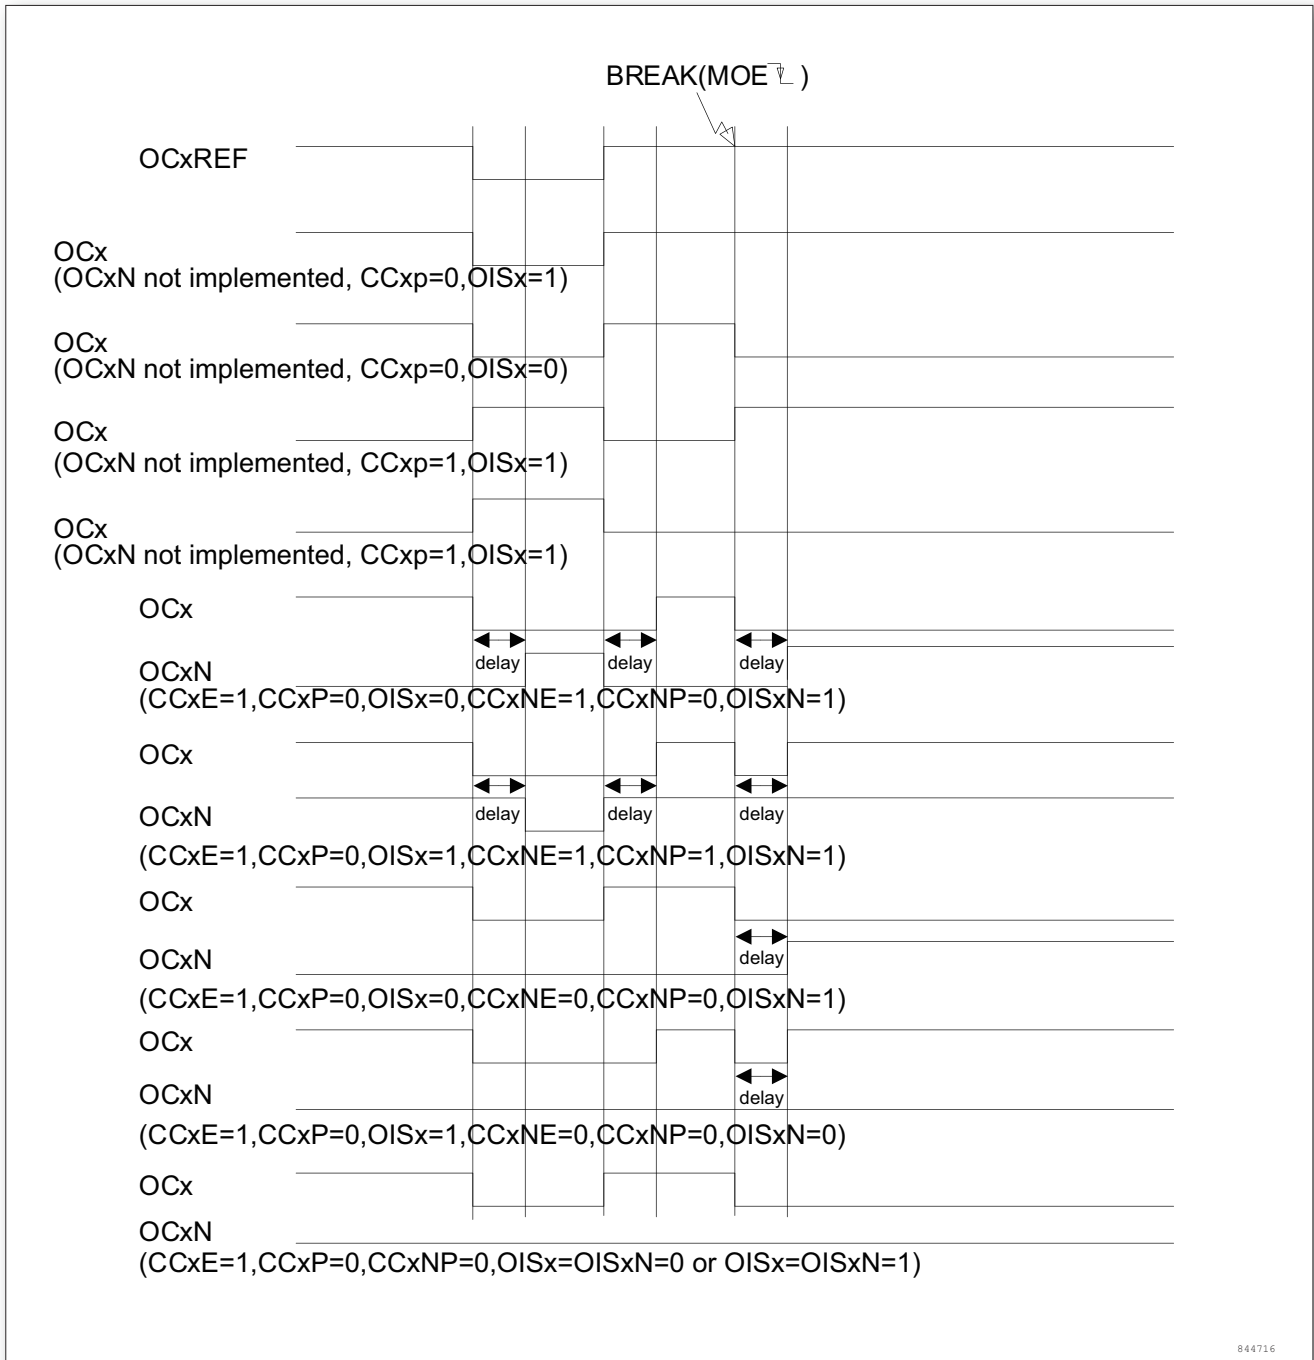 BREAK(MOE )
OCxREF
OCx
(OCxN not implemented, CCxp=0,OISx=1)
OCx
(OCxN not implemented, CCxp=0,OISx=0)
OCx
(OCxN not implemented, CCxp=1,OISx=1)
OCx
(OCxN not implemented, CCxp=1,OISx=1)
OCx
delay delay delay
OCxN
(CCxE=1,CCxP=0,OISx=0,CCxNE=1,CCxNP=0,OISxN=1)
OCx
delay delay delay
OCxN
(CCxE=1,CCxP=0,OISx=1,CCxNE=1,CCxNP=1,OISxN=1)
OCx
delay
OCxN
(CCxE=1,CCxP=0,OISx=0,CCxNE=0,CCxNP=0,OISxN=1)
OCx
OCxN
delay
(CCxE=1,CCxP=0,OISx=1,CCxNE=0,CCxNP=0,OISxN=0)
OCx
OCxN
(CCxE=1,CCxP=0,CCxNP=0,OISx=OISxN=0 or OISx=OISxN=1)
844716